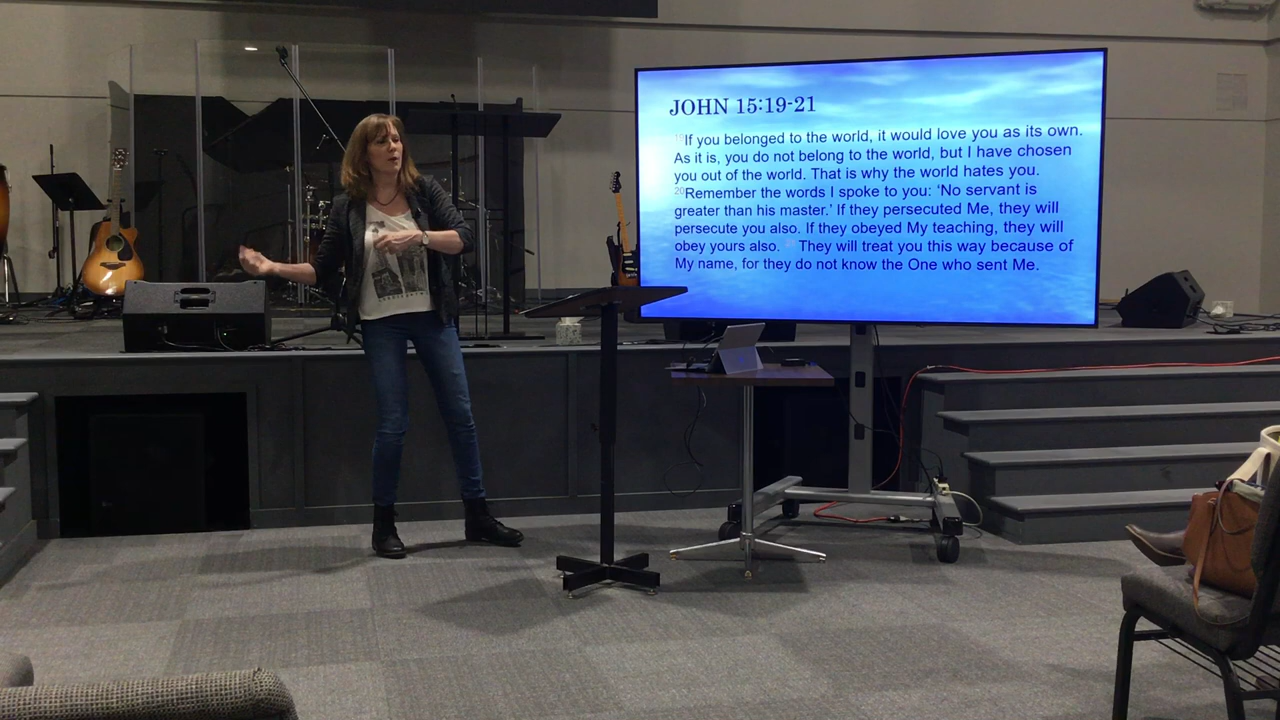 JOHN 15:19-21
19If you belonged to the world, it would love you as its own.
As it is, you do not belong to the world, but I have chosen
you out of the world. That is why the world hates you.
20Remember the words I spoke to you: ‘No servant is
greater than his master.’ If they persecuted Me, they will
persecute you also. If they obeyed My teaching, they will
obey yours also. 21 They will treat you this way because of
My name, for they do not know the One who sent Me.